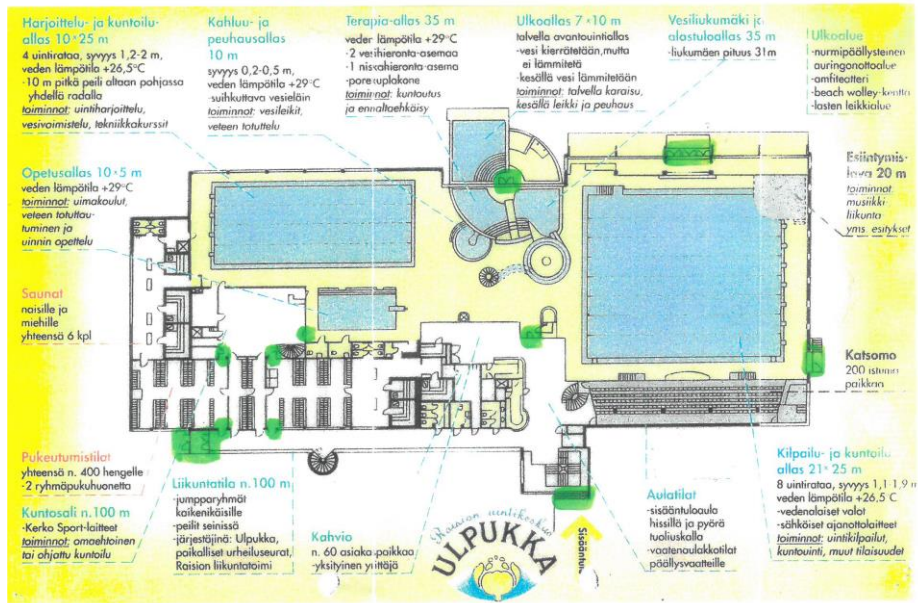 Harjoittelu- ja kuntoilu-
allas 10×25 m
4 uintirataa, syvyys 1,2-2 m,
veden lämpötila +26,5°C
-10 m pitkä peili altaan pohjassa
yhdellä radalla
toiminnot: uintiharjoittelu,
vesivoimistelu, tekniikkakurssit
Kahluu- ja
peuhausallas
10 m
syvyys 0,2-0,5 m,
veden lämpötila +29°C
-suihkuttava vesieläin
toiminnot: vesileikit,
veteen totuttelu
Terapia-allas 35 m
veden lämpötila +29°C
-2 vesihieronta-asemaa
-1 niskahieronta-asema
-poreuplakone
toiminnot: kuntoutus
ja ennaltaehkäisy
Ulkoallas 7×10 m
talvella avantouintiallas
-vesi kierrätetään, mutta
ei lämmitetä
-kesällä vesi lämmitetään
toiminnot: talvella karaisu,
kesällä leikki ja peuhaus
Vesiliukumäki ja
alastuloallas 35 m
-liukumäen pituus 31m
Ulkoalue
-nurmipäällysteinen
auringonottoalue
-amfiteatteri
-beach wolley-kenttä
-lasten leikkialue
Esiintymis-
lava 20 m
toiminnot
musiikki
liikunta
yms. esitykset
Opetusallas 10×5 m
veden lämpötila +29°C
toiminnot: uimakoulut,
veteen totuttau-
tuminen ja
uinnin opettelu
Saunat
naisille ja
miehille
yhteensä 6 kpl
Katsomo
200 istuma
paikkaa
Pukeutumistilat
yhteensä n. 400 hengelle
-2 ryhmäpukuhuonetta
Kuntosali n.100 m
-Kerko Sport-laitteet
toiminnot: omaehtoinen
tai ohjattu kuntoilu
Liikuntatila n.100 m
-jumpparyhmät
kaikenikäisille
-peilit seinissä
-järjestäjinä: Ulpukka,
paikalliset urheiluseurat,
Raision liikuntatoimi
Kahvio
n. 60 asiakaspaikkaa
-yksityinen yrittäjä
Raision uintikeskus
ULPUKKA
Sisääntulo
Aulatilat
-sisääntuloaula
hissillä ja pyörä
tuoliluiskalla
-vaatenaulakkotilat
päällysvaatteille
Kilpailu- ja kuntoilu
allas 21×25 m
8 uintirataa, syvyys 1,1-1,9 m
veden lämpötila +26,5 C
-vedenalaiset valot
-sähköiset ajanottolaitteet
toiminnot: uintikilpailut,
kuntouinti, muut tilaisuudet